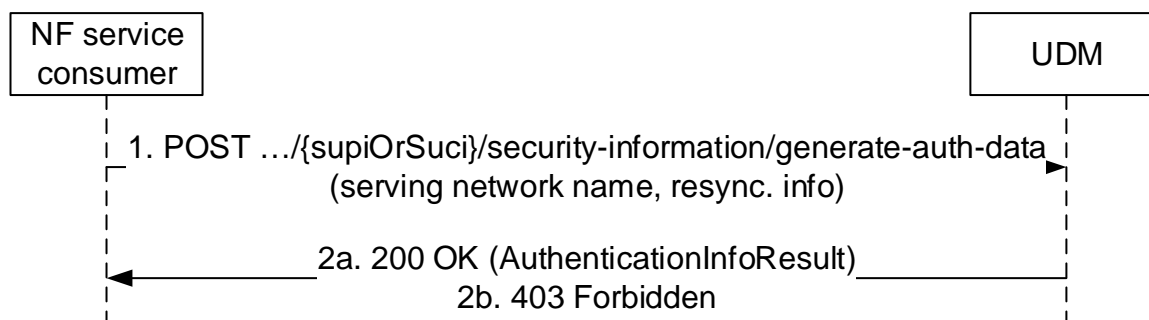 NF service
consumer
UDM
1. POST …/{supiOrSuci}/security-information/generate-auth-data
(serving network name, resync. info)
2a. 200 OK (AuthenticationInfoResult)
2b. 403 Forbidden